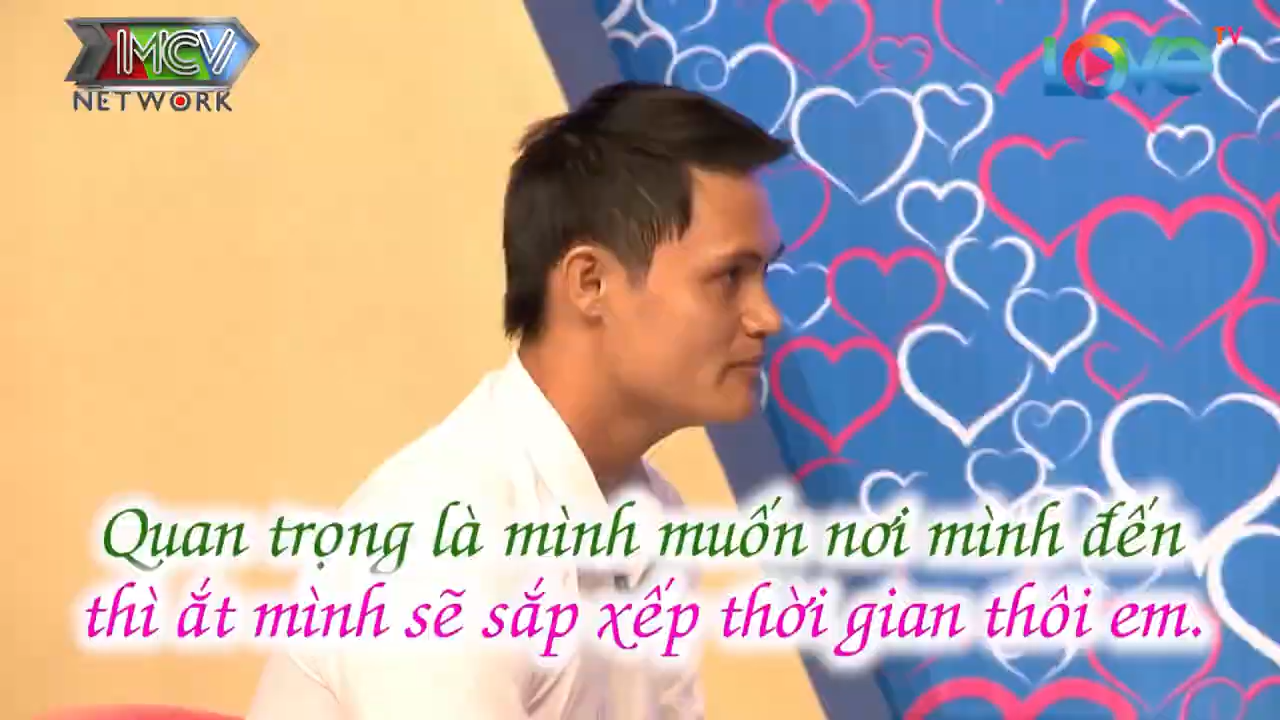 MCV
NETWORK
LOVE TV
Quan trọng là mình muốn nơi mình đến
thì ắt mình sẽ sắp xếp thời gian thôi em.